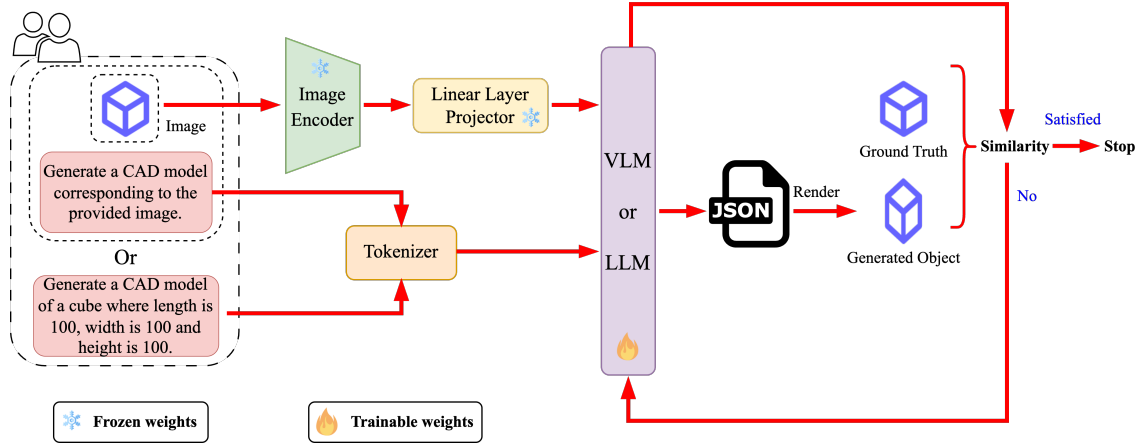 Image
Generate a CAD model
corresponding to the
provided image.
Or
Generate a CAD model
of a cube where length is
100, width is 100 and
height is 100.
Image
Encoder
Linear Layer
Projector
Tokenizer
VLM
or
LLM
JSON
Render
Ground Truth
Generated Object
Similarity
Satisfied
Stop
No
Frozen weights
Trainable weights